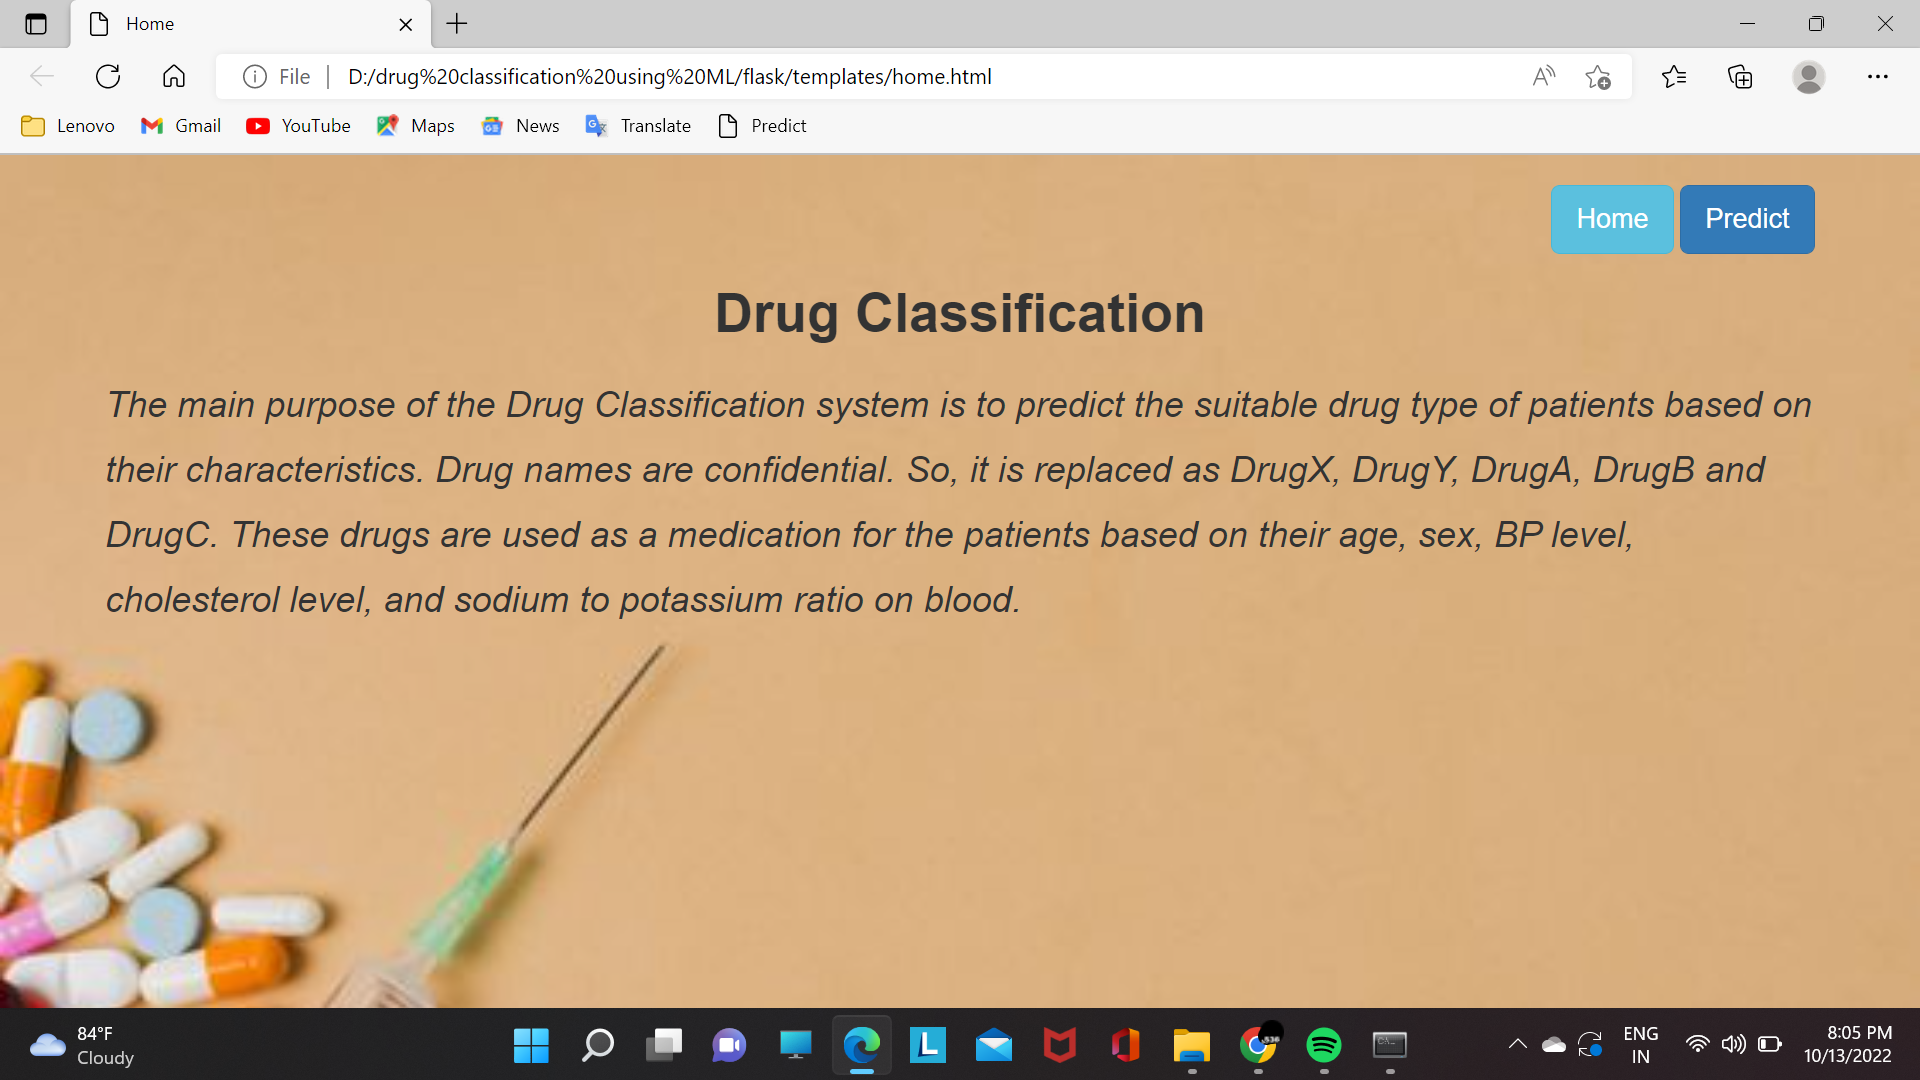 Home
File
D:/drug%20classification%20using%20ML/flask/templates/home.html
Lenovo Gmail YouTube Maps News Translate Predict
Home Predict
Drug Classification
The main purpose of the Drug Classification system is to predict the suitable drug type of patients based on
their characteristics. Drug names are confidential. So, it is replaced as DrugX, DrugY, DrugA, DrugB and
DrugC. These drugs are used as a medication for the patients based on their age, sex, BP level,
cholesterol level, and sodium to potassium ratio on blood.
84°F
Cloudy
ENG
IN
8:05 PM
10/13/2022